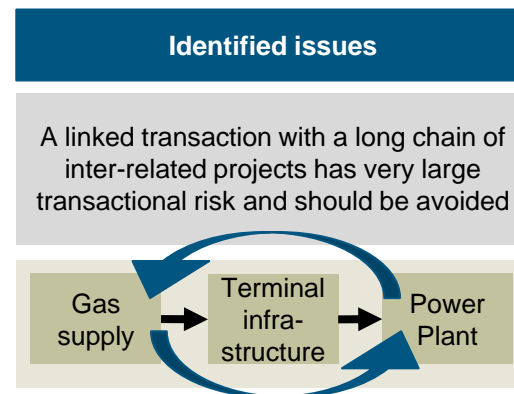 Identified issues
A linked transaction with a long chain of
inter-related projects has very large
transactional risk and should be avoided
Gas
supply
Terminal
infra-
structure
Power
Plant